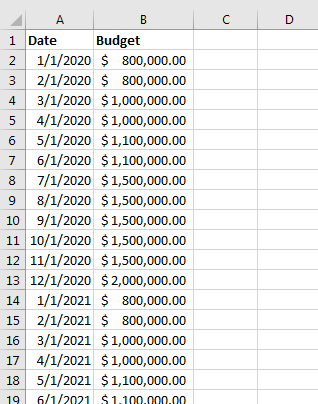 A B C D
1 Date Budget
2 1/1/2020 $ 800,000.00
3 2/1/2020 $ 800,000.00
4 3/1/2020 $ 1,000,000.00
5 4/1/2020 $ 1,000,000.00
6 5/1/2020 $ 1,100,000.00
7 6/1/2020 $ 1,100,000.00
8 7/1/2020 $ 1,500,000.00
9 8/1/2020 $ 1,500,000.00
10 9/1/2020 $ 1,500,000.00
11 10/1/2020 $ 1,500,000.00
12 11/1/2020 $ 1,500,000.00
13 12/1/2020 $ 2,000,000.00
14 1/1/2021 $ 800,000.00
15 2/1/2021 $ 800,000.00
16 3/1/2021 $ 1,000,000.00
17 4/1/2021 $ 1,000,000.00
18 5/1/2021 $ 1,100,000.00
19 6/1/2021 $ 1,100,000.00